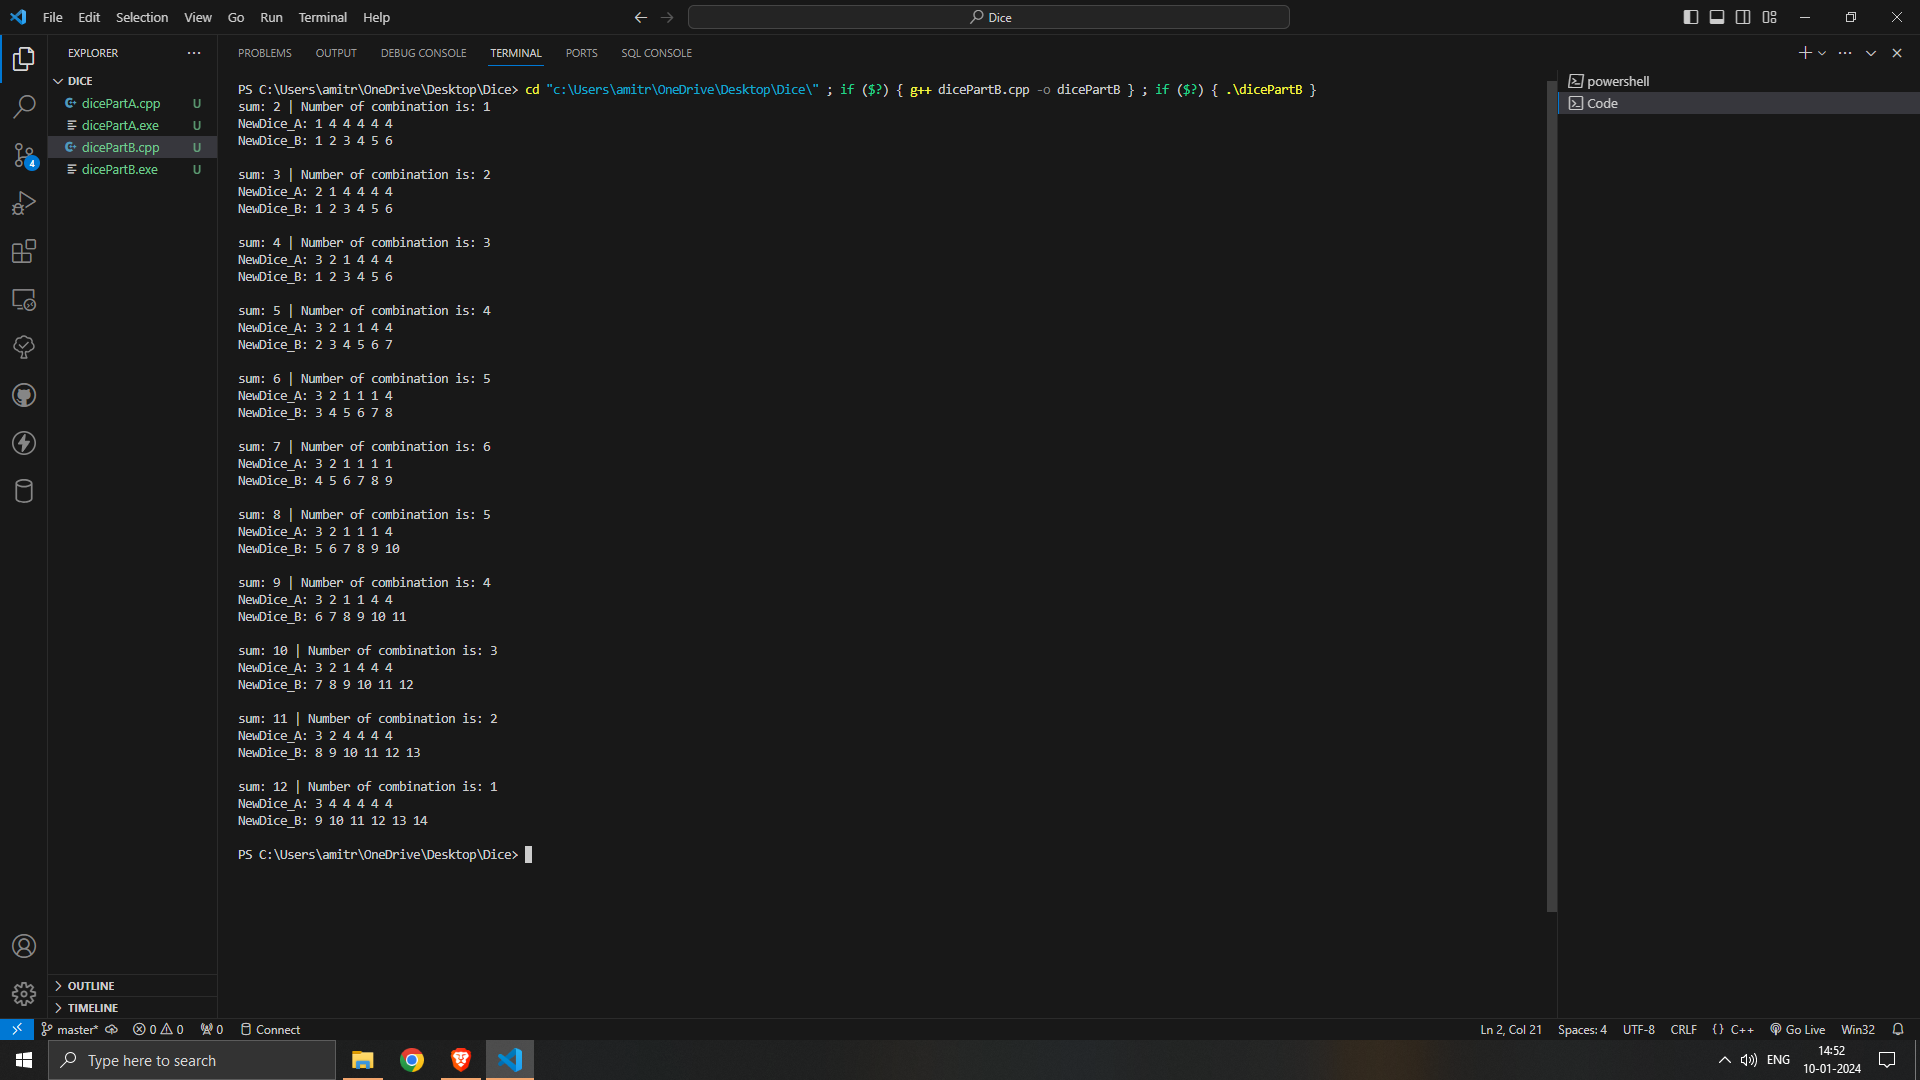 File Edit Selection View Go Run Terminal Help
Dice
EXPLORER
DICE
dicePartA.cpp U
dicePartA.exe U
dicePartB.cpp U
dicePartB.exe U
4
PROBLEMS OUTPUT DEBUG CONSOLE TERMINAL PORTS SQL CONSOLE
PS C:\Users\amitr\OneDrive\Desktop\Dice> cd "c:\Users\amitr\OneDrive\Desktop\Dice\" ; if ($?) { g++ dicePartB.cpp -o dicePartB } ; if ($?) { .\dicePartB }
sum: 2 | Number of combination is: 1
NewDice_A: 1 4 4 4 4 4
NewDice_B: 1 2 3 4 5 6
sum: 3 | Number of combination is: 2
NewDice_A: 2 1 4 4 4 4
NewDice_B: 1 2 3 4 5 6
sum: 4 | Number of combination is: 3
NewDice_A: 3 2 1 4 4 4
NewDice_B: 1 2 3 4 5 6
sum: 5 | Number of combination is: 4
NewDice_A: 3 2 1 1 4 4
NewDice_B: 2 3 4 5 6 7
sum: 6 | Number of combination is: 5
NewDice_A: 3 2 1 1 1 4
NewDice_B: 3 4 5 6 7 8
sum: 7 | Number of combination is: 6
NewDice_A: 3 2 1 1 1 1
NewDice_B: 4 5 6 7 8 9
sum: 8 | Number of combination is: 5
NewDice_A: 3 2 1 1 1 4
NewDice_B: 5 6 7 8 9 10
sum: 9 | Number of combination is: 4
NewDice_A: 3 2 1 1 4 4
NewDice_B: 6 7 8 9 10 11
sum: 10 | Number of combination is: 3
NewDice_A: 3 2 1 4 4 4
NewDice_B: 7 8 9 10 11 12
sum: 11 | Number of combination is: 2
NewDice_A: 3 2 4 4 4 4
NewDice_B: 8 9 10 11 12 13
sum: 12 | Number of combination is: 1
NewDice_A: 3 4 4 4 4 4
NewDice_B: 9 10 11 12 13 14
PS C:\Users\amitr\OneDrive\Desktop\Dice>
powershell
Code
OUTLINE
TIMELINE
master* 0 0 0 Connect
Ln 2, Col 21 Spaces: 4 UTF-8 CRLF {} C++ Go Live Win32
Type here to search
ENG
14:52
10-01-2024